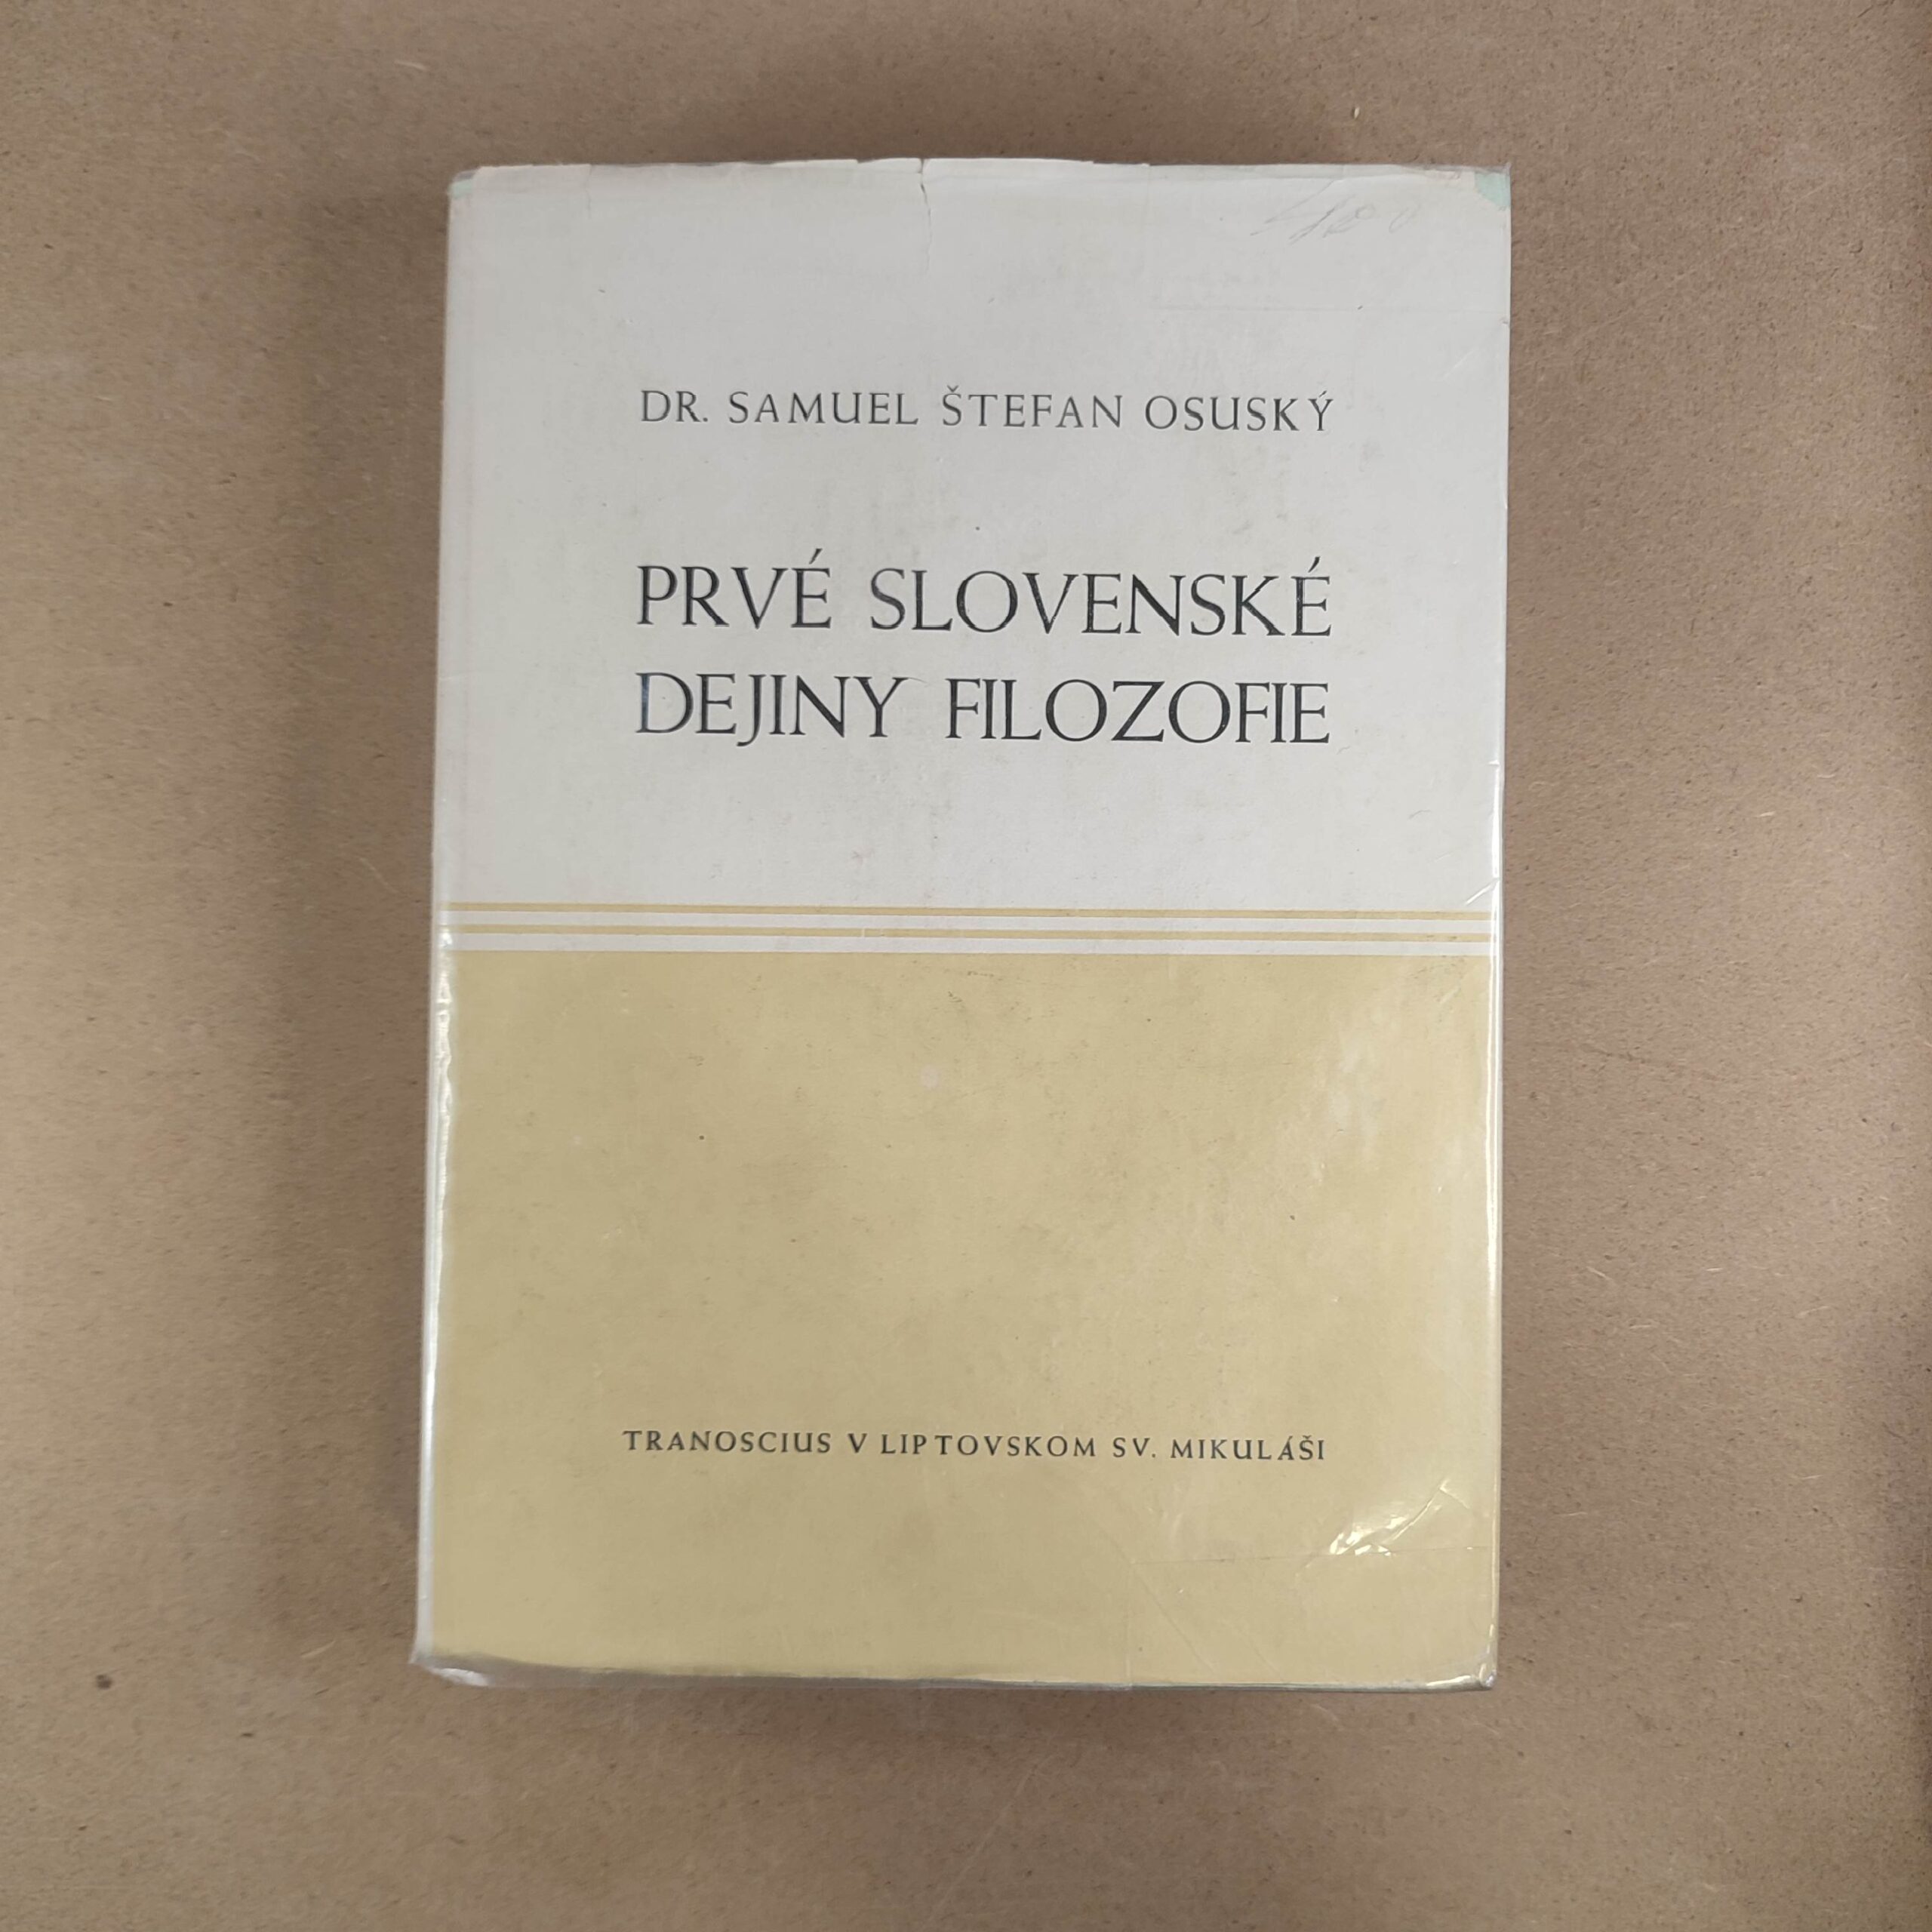 DR. SAMUEL ŠTEFAN OSUSKÝ
PRVÉ SLOVENSKÉ
DEJINY FILOZOFIE
TRANOSCIUS V LIPTOVSKOM SV. MIKULÁŠI